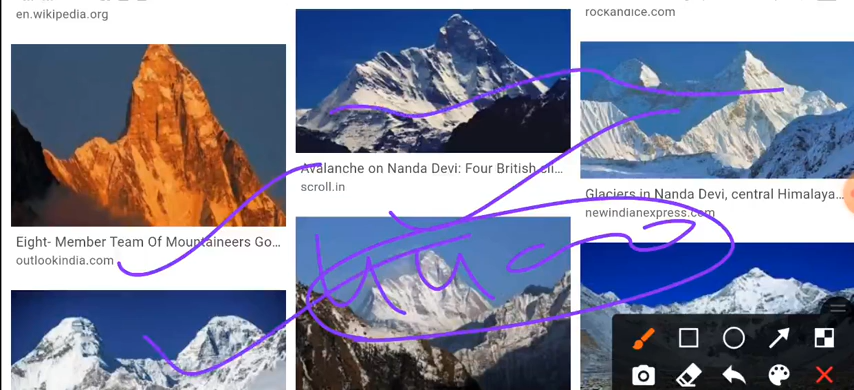 en.wikipedia.org
rockandice.com
Avalanche on Nanda Devi: Four British cli...
scroll.in
Glaciers in Nanda Devi, central Himalaya...
newindianexpress.com
Eight- Member Team Of Mountaineers Go...
outlookindia.com